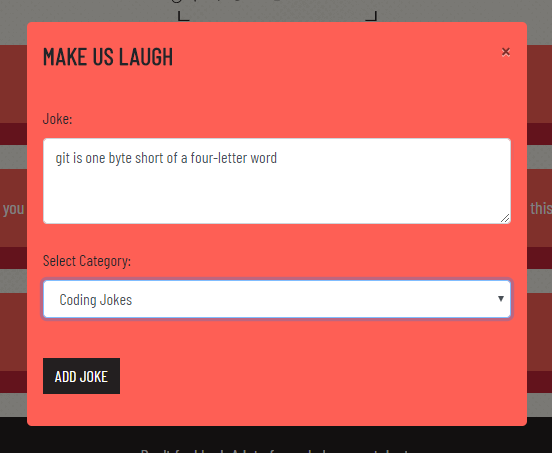 MAKE US LAUGH
×
Joke:
git is one byte short of a four-letter word
you
this
Select Category:
Coding Jokes
ADD JOKE